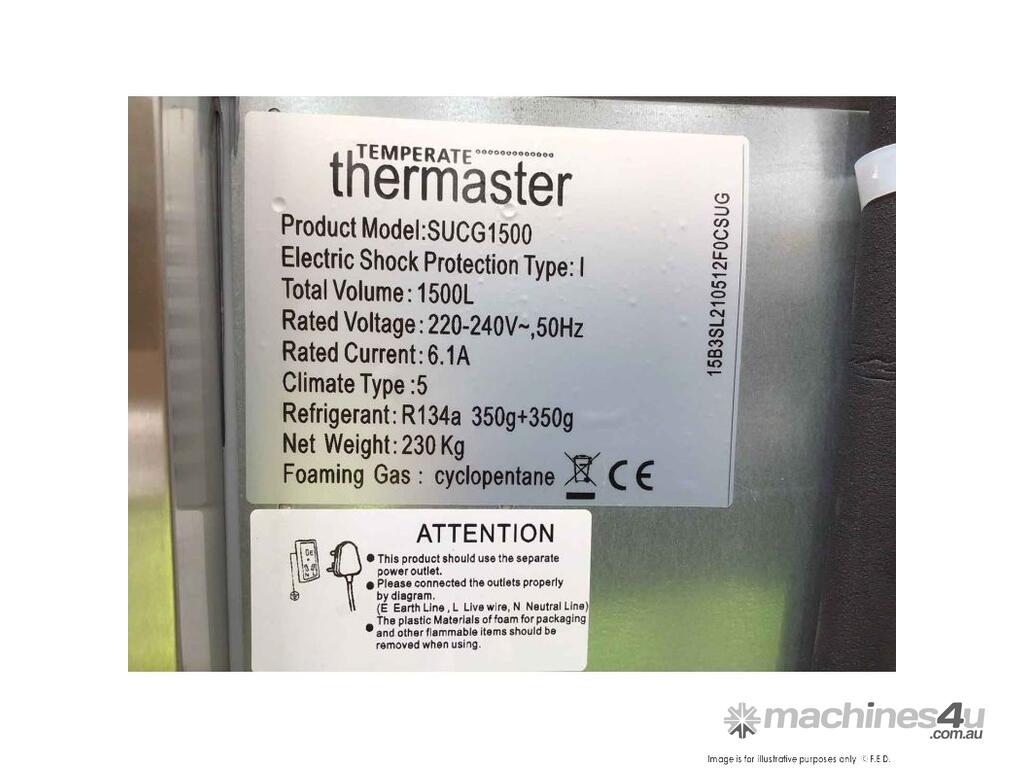 TEMPERATE
thermaster
Product Model:SUCG1500
Electric Shock Protection Type: I
Total Volume: 1500L
Rated Voltage: 220-240V~,50Hz
Rated Current: 6.1A
Climate Type :5
Refrigerant: R134a 350g+350g
Net Weight: 230 Kg
Foaming Gas : cyclopentane CE
15B3SL210512F0CSUG
ATTENTION
● This product should use the separate
power outlet.
● Please connected the outlets properly
by diagram.
(E Earth Line , L Live wire, N Neutral Line)
● The plastic Materials of foam for packaging
and other flammable items should be
removed when using.
machines4u
.com.au
Image is for illustrative purposes only © F.E.D.